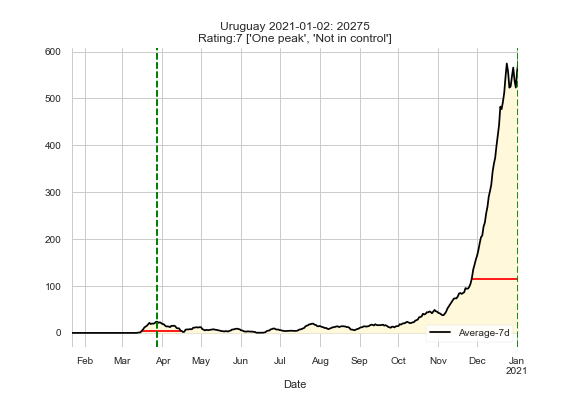 Uruguay 2021-01-02: 20275
Rating:7 ['One peak', 'Not in control']
600
500
400
300
200
100
0
Average-7d
Feb Mar Apr May Jun Jul Aug Sep Oct Nov Dec Jan
2021
Date